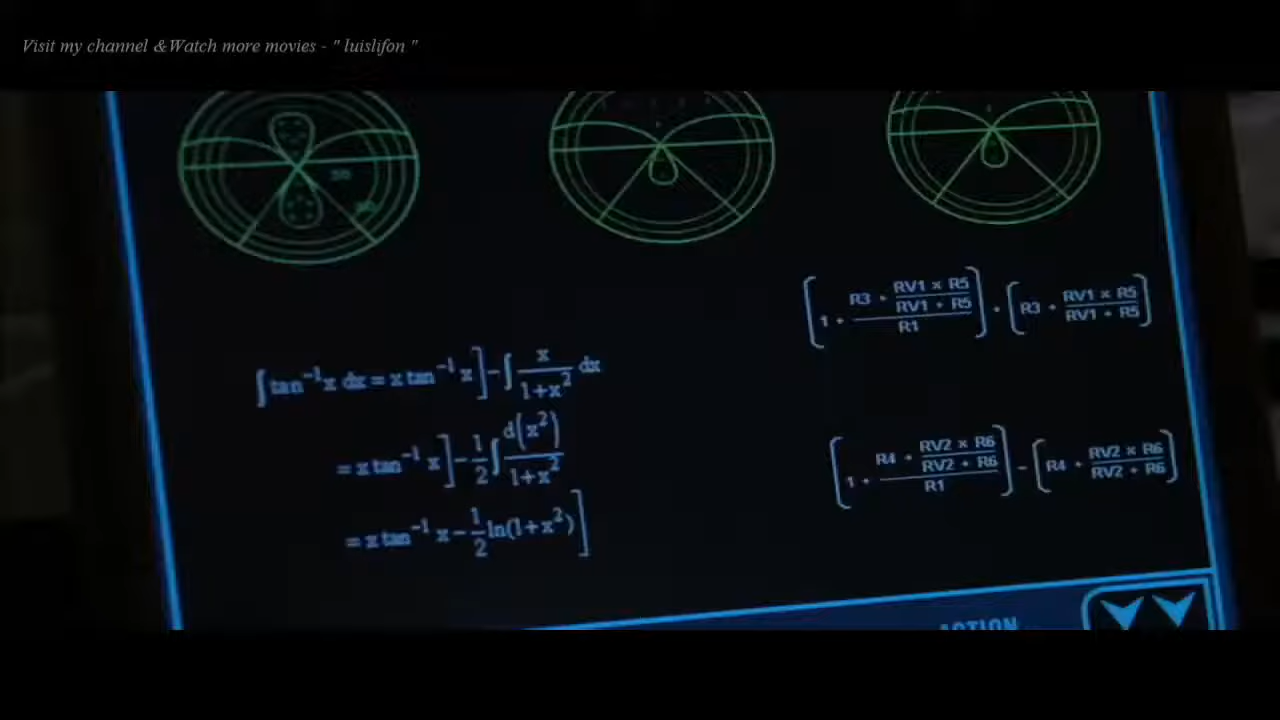 Visit my channel &Watch more movies - " luislifon "
50
[1 + (R3 + (RV1 × R5)/(RV1 + R5))/R1] + [R3 + (RV1 × R5)/(RV1 + R5)]
∫tan⁻¹x dx = x tan⁻¹ x] - ∫ x/(1+x²) dx
= x tan⁻¹ x] - 1/2 ∫ d(x²)/(1+x²)
[1 + (R4 + (RV2 × R6)/(RV2 + R6))/R1] - [R4 + (RV2 × R6)/(RV2 + R6)]
= x tan⁻¹ x - 1/2 ln(1+x²)]
ACTION